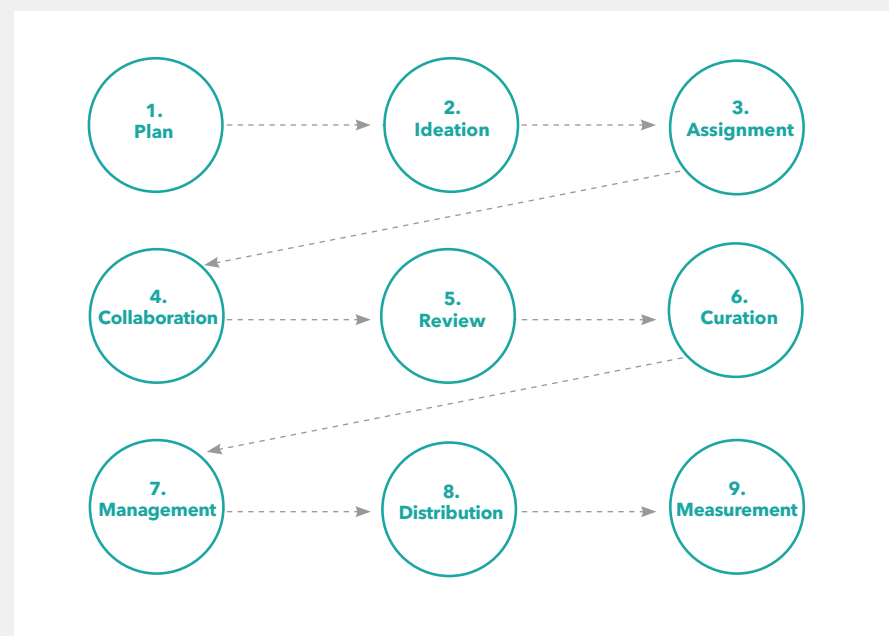 1.
Plan
2.
Ideation
3.
Assignment
4.
Collaboration
5.
Review
6.
Curation
7.
Management
8.
Distribution
9.
Measurement